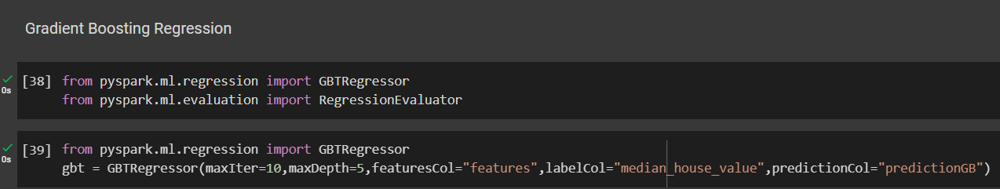 Gradient Boosting Regression
[38] from pyspark.ml.regression import GBTRegressor
0s
from pyspark.ml.evaluation import RegressionEvaluator
[39] from pyspark.ml.regression import GBTRegressor
0s
gbt = GBTRegressor(maxIter=10,maxDepth=5,featuresCol="features",labelCol="median_house_value",predictionCol="predictionGB")